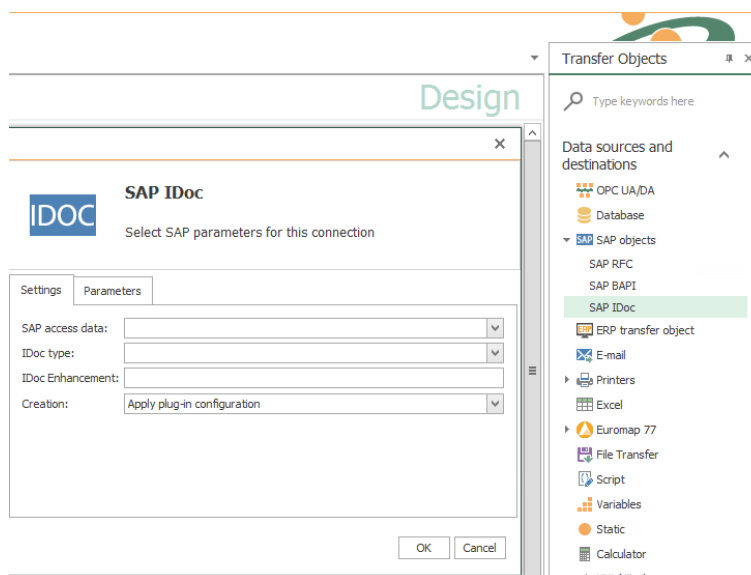 Design
SAP IDoc
IDOC
Select SAP parameters for this connection
Settings
Parameters
SAP access data:
IDoc type:
IDoc Enhancement:
Creation:
Apply plug-in configuration
OK
Cancel
Transfer Objects
Type keywords here
Data sources and
destinations
OPC UA/DA
Database
SAP SAP objects
SAP RFC
SAP BAPI
SAP IDoc
ERP ERP transfer object
E-mail
Printers
Excel
Euromap 77
File Transfer
Script
Variables
Static
Calculator